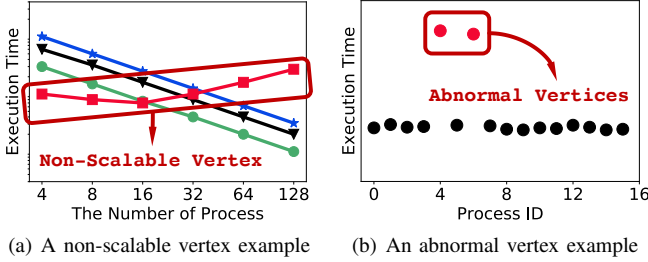 Execution Time
Non-Scalable Vertex
4 8 16 32 64 128
The Number of Process
(a) A non-scalable vertex example
Execution Time
Abnormal Vertices
0 4 8 12 16
Process ID
(b) An abnormal vertex example